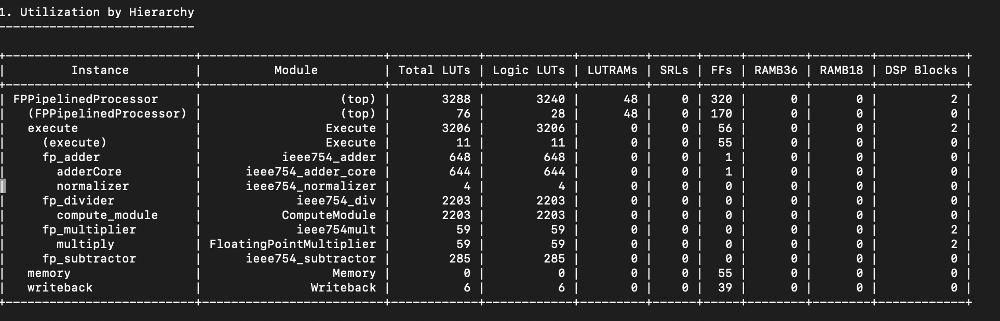 1. Utilization by Hierarchy
---------------------------
+--------------------------+-------------------------+------------+------------+---------+------+-----+--------+--------+------------+
| Instance | Module | Total LUTs | Logic LUTs | LUTRAMs | SRLs | FFs | RAMB36 | RAMB18 | DSP Blocks |
+--------------------------+-------------------------+------------+------------+---------+------+-----+--------+--------+------------+
| FPPipelinedProcessor | (top) | 3288 | 3240 | 48 | 0 | 320 | 0 | 0 | 2 |
| (FPPipelinedProcessor) | (top) | 76 | 28 | 48 | 0 | 170 | 0 | 0 | 0 |
| execute | Execute | 3206 | 3206 | 0 | 0 | 56 | 0 | 0 | 2 |
| (execute) | Execute | 11 | 11 | 0 | 0 | 55 | 0 | 0 | 0 |
| fp_adder | ieee754_adder | 648 | 648 | 0 | 0 | 1 | 0 | 0 | 0 |
| adderCore | ieee754_adder_core | 644 | 644 | 0 | 0 | 1 | 0 | 0 | 0 |
| normalizer | ieee754_normalizer | 4 | 4 | 0 | 0 | 0 | 0 | 0 | 0 |
| fp_divider | ieee754_div | 2203 | 2203 | 0 | 0 | 0 | 0 | 0 | 0 |
| compute_module | ComputeModule | 2203 | 2203 | 0 | 0 | 0 | 0 | 0 | 0 |
| fp_multiplier | ieee754mult | 59 | 59 | 0 | 0 | 0 | 0 | 0 | 2 |
| multiply | FloatingPointMultiplier | 59 | 59 | 0 | 0 | 0 | 0 | 0 | 2 |
| fp_subtractor | ieee754_subtractor | 285 | 285 | 0 | 0 | 0 | 0 | 0 | 0 |
| memory | Memory | 0 | 0 | 0 | 0 | 55 | 0 | 0 | 0 |
| writeback | Writeback | 6 | 6 | 0 | 0 | 39 | 0 | 0 | 0 |
+--------------------------+-------------------------+------------+------------+---------+------+-----+--------+--------+------------+